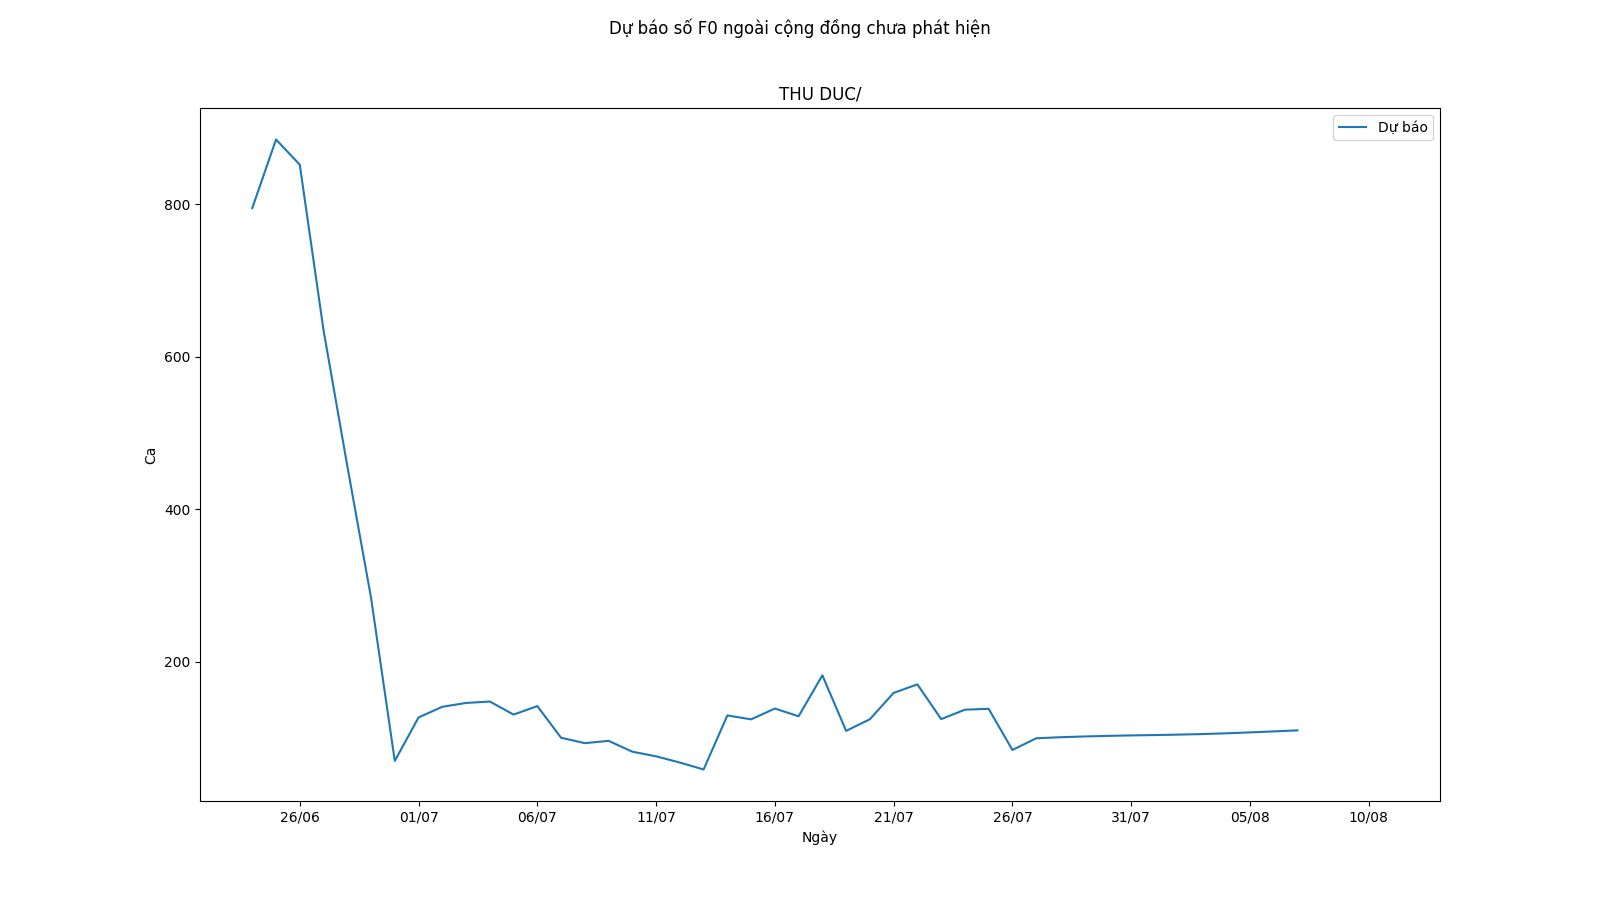 Dự báo số F0 ngoài cộng đồng chưa phát hiện
THU DUC/
Dự báo
800
600
400
200
Ca
26/06 01/07 06/07 11/07 16/07 21/07 26/07 31/07 05/08 10/08
Ngày